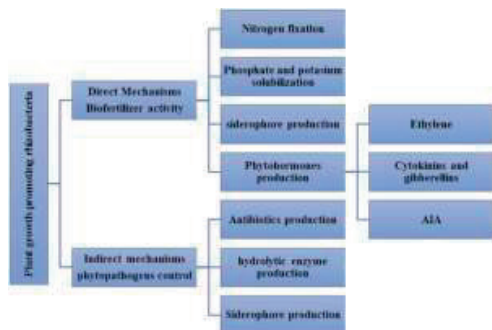 Plant growth promoting rhizobacteria
Direct Mechanisms
Biofertilizer activity
Nitrogen fixation
Phosphate and potasium
solubilization
siderophore production
Phytohormones
production
Ethylene
Cytokinins and
gibberellins
AIA
Indirect mechanisms
phytopathogens control
Antibiotics production
hydrolytic enzyme
production
Siderophore production